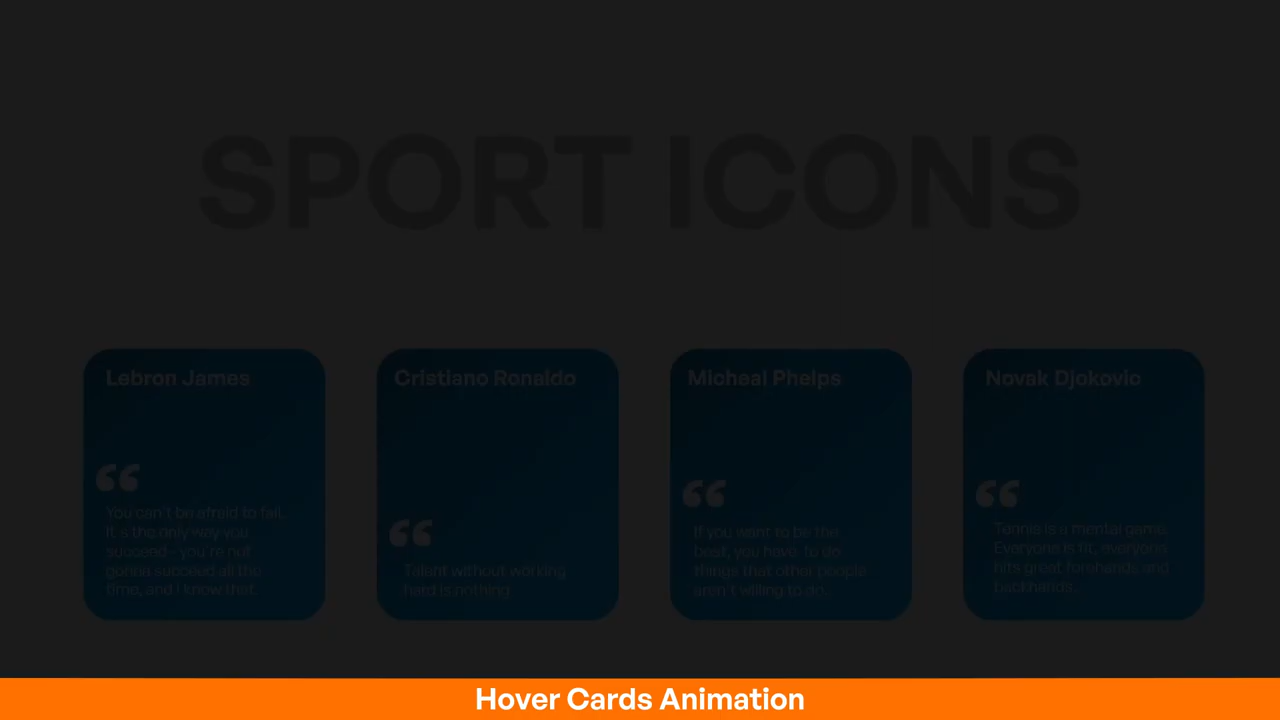 SPORT ICONS
Lebron James
“
You can't be afraid to fail.
It's the only way you
succeed - you're not
gonna succeed all the
time, and I know that.
Cristiano Ronaldo
“
Talent without working
hard is nothing.
Micheal Phelps
“
If you want to be the
best, you have to do
things that other people
aren't willing to do.
Novak Djokovic
“
Tennis is a mental game.
Everyone is fit, everyone
hits great forehands and
backhands.
Hover Cards Animation